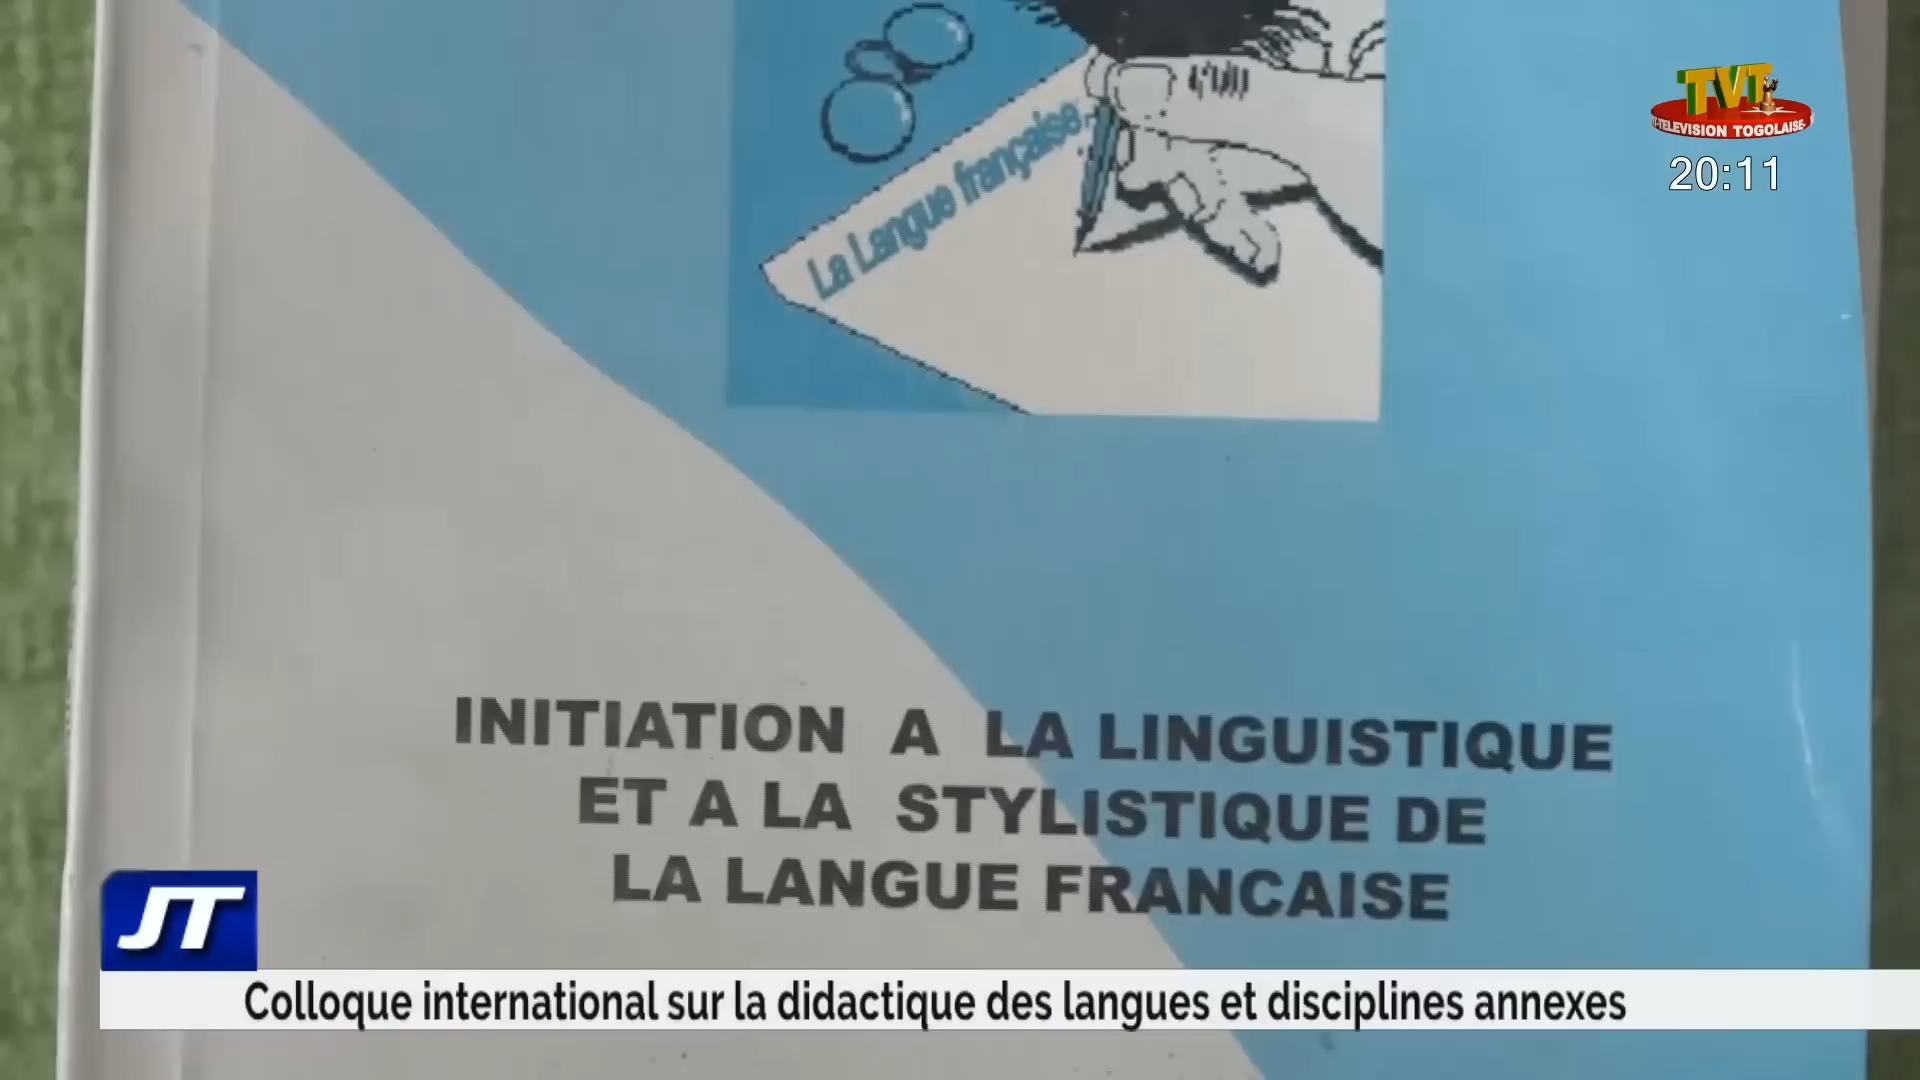 La Langue française
TVT
TELEVISION TOGOLAISE
20:11
INITIATION A LA LINGUISTIQUE
ET A LA STYLISTIQUE DE
LA LANGUE FRANCAISE
JT
Colloque international sur la didactique des langues et disciplines annexes